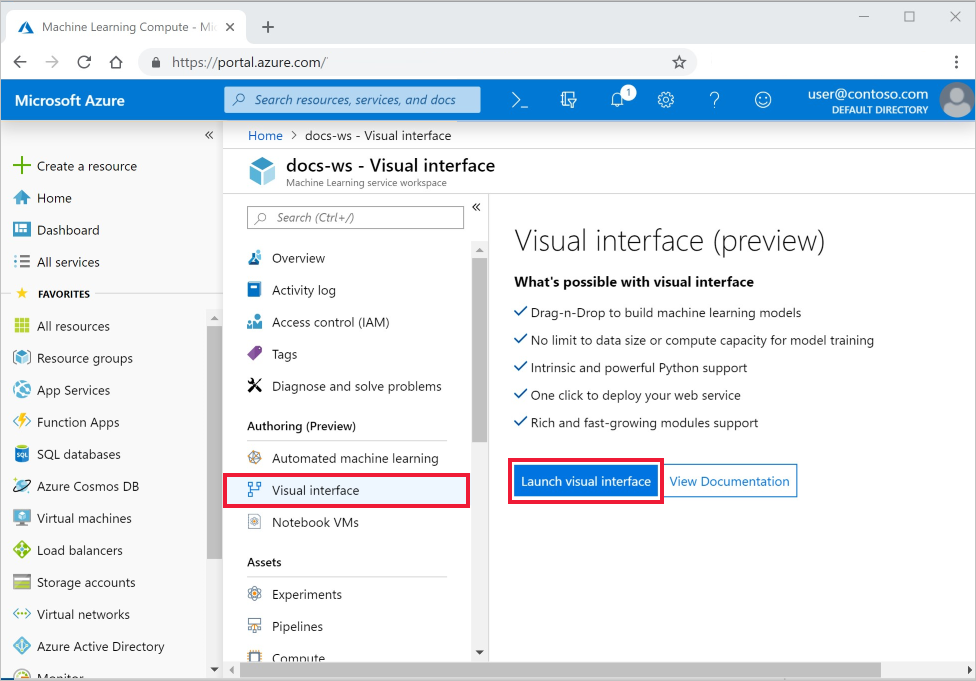 Machine Learning Compute - Mi
https://portal.azure.com/
Microsoft Azure
Search resources, services, and docs
1
user@contoso.com
DEFAULT DIRECTORY
Create a resource
Home
Dashboard
All services
FAVORITES
All resources
Resource groups
App Services
Function Apps
SQL databases
Azure Cosmos DB
Virtual machines
Load balancers
Storage accounts
Virtual networks
Azure Active Directory
Monitor
Home > docs-ws - Visual interface
docs-ws - Visual interface
Machine Learning service workspace
Search (Ctrl+/)
Overview
Activity log
Access control (IAM)
Tags
Diagnose and solve problems
Authoring (Preview)
Automated machine learning
Visual interface
Notebook VMs
Assets
Experiments
Pipelines
Compute
Visual interface (preview)
What's possible with visual interface
Drag-n-Drop to build machine learning models
No limit to data size or compute capacity for model training
Intrinsic and powerful Python support
One click to deploy your web service
Rich and fast-growing modules support
Launch visual interface
View Documentation